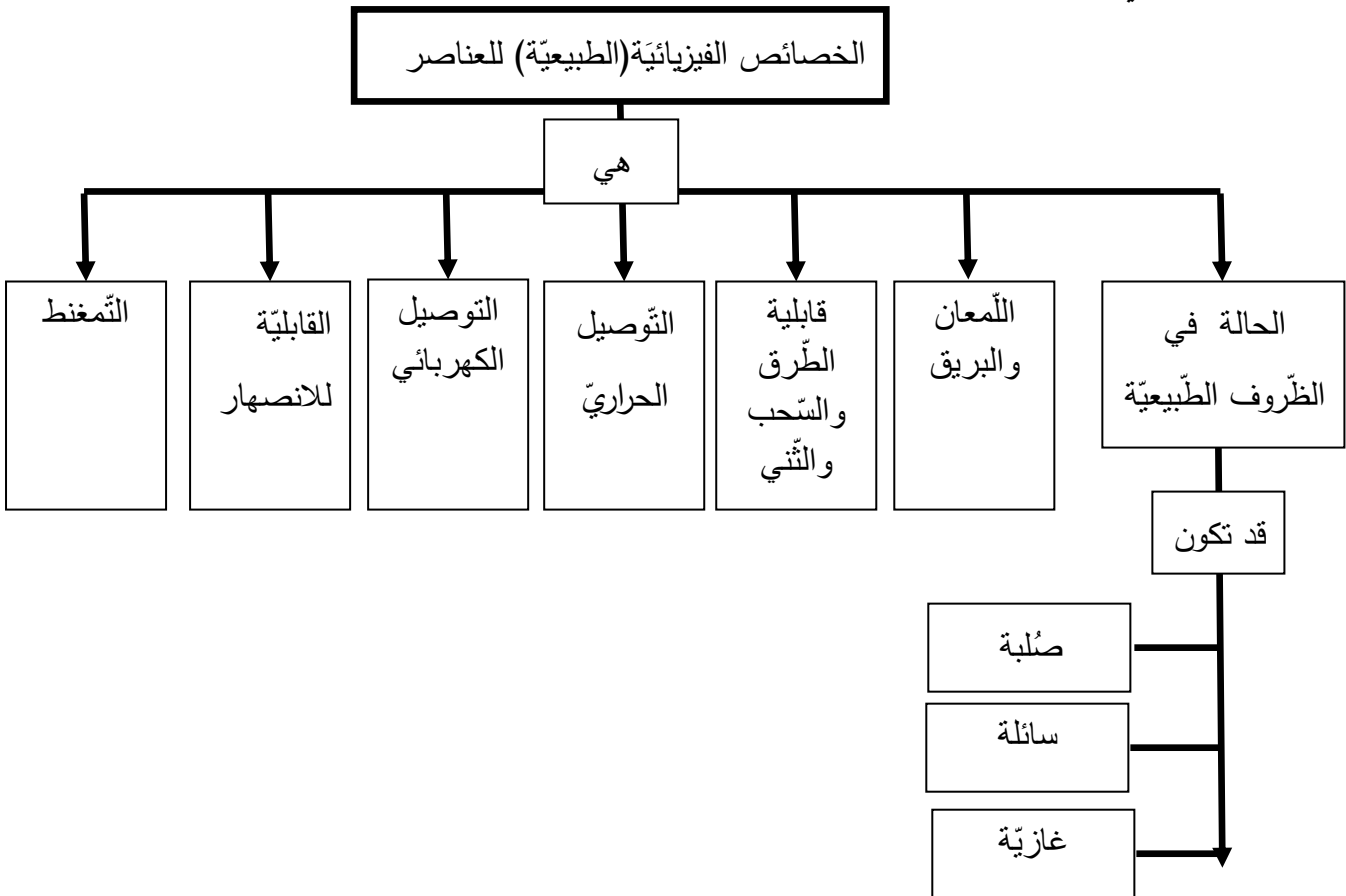 الخصائص الفيزيائيَة(الطبيعيّة) للعناصر
هي
الحالة في
الظّروف الطّبيعيّة
اللّمعان
والبريق
قابلية
الطّرق
والسّحب
والثّني
التّوصيل
الحراريّ
التوصيل
الكهربائي
القابليّة
للانصهار
التّمغنط
قد تكون
صُلبة
سائلة
غازيّة